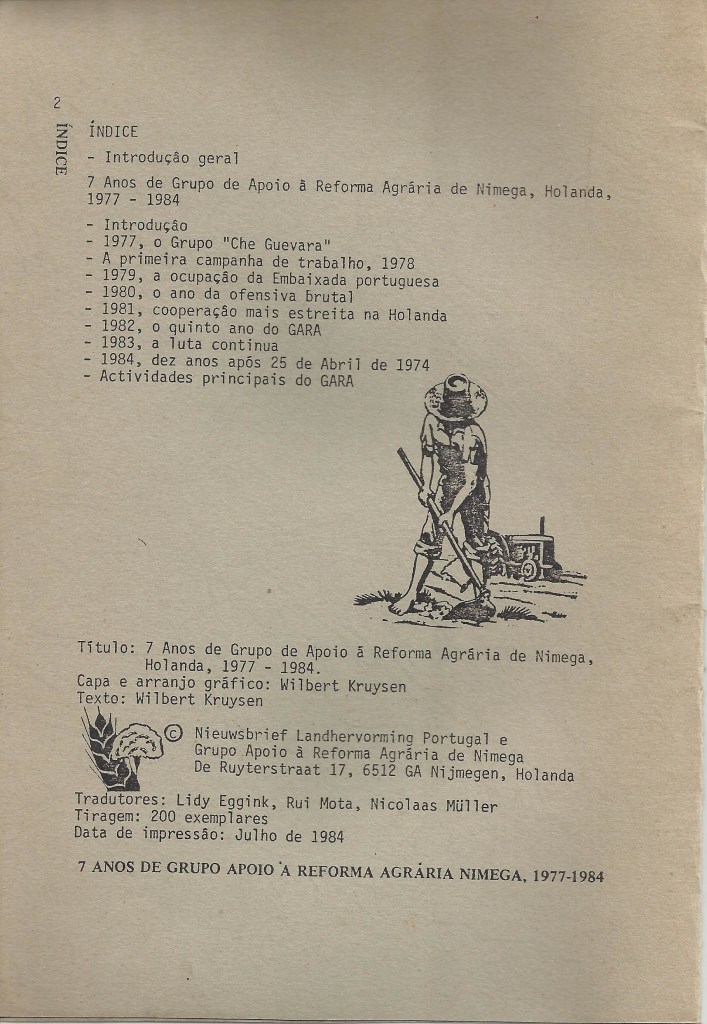 2
ÍNDICE
ÍNDICE
- Introdução geral
7 Anos de Grupo de Apoio à Reforma Agrária de Nimega, Holanda,
1977 - 1984
- Introdução
- 1977, o Grupo "Che Guevara"
- A primeira campanha de trabalho, 1978
- 1979, a ocupação da Embaixada portuguesa
- 1980, o ano da ofensiva brutal
- 1981, cooperação mais estreita na Holanda
- 1982, o quinto ano do GARA
- 1983, a luta continua
- 1984, dez anos após 25 de Abril de 1974
- Actividades principais do GARA
Título: 7 Anos de Grupo de Apoio ã Reforma Agrária de Nimega,
Holanda, 1977 - 1984.
Capa e arranjo gráfico: Wilbert Kruysen
Texto: Wilbert Kruysen
© Nieuwsbrief Landhervorming Portugal e
Grupo Apoio à Reforma Agrária de Nimega
De Ruyterstraat 17, 6512 GA Nijmegen, Holanda
Tradutores: Lidy Eggink, Rui Mota, Nicolaas Müller
Tiragem: 200 exemplares
Data de impressão: Julho de 1984
7 ANOS DE GRUPO APOIO `A REFORMA AGRÁRIA NIMEGA, 1977-1984